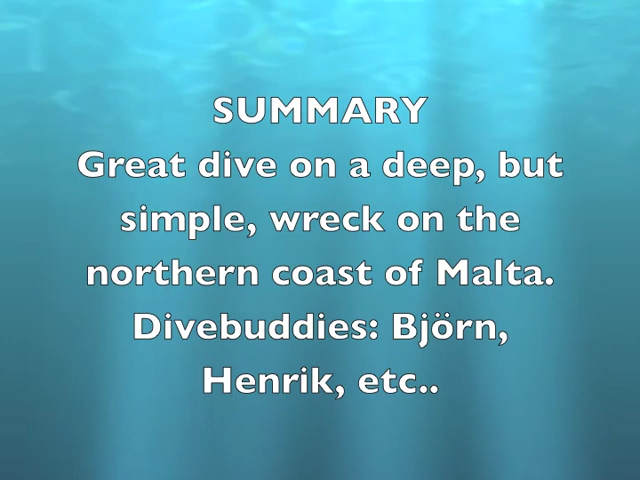 SUMMARY
Great dive on a deep, but
simple, wreck on the
northern coast of Malta.
Divebuddies: Björn,
Henrik, etc..